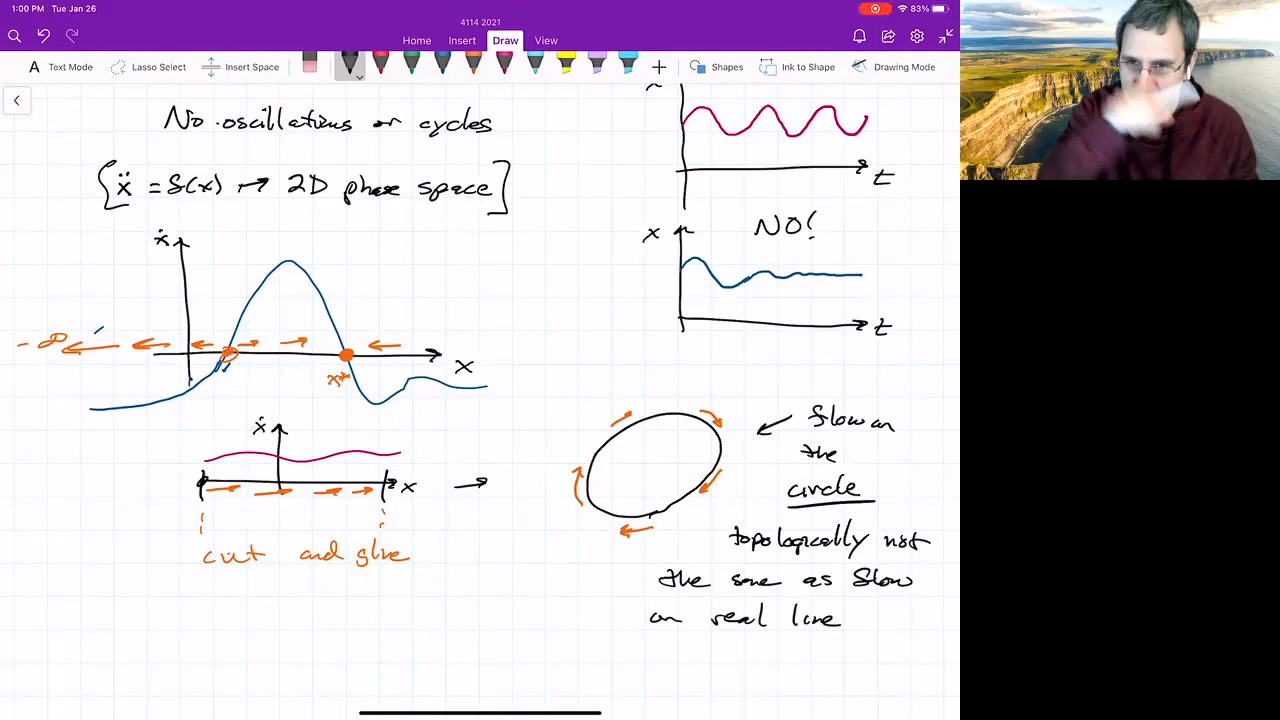 1:00 PM Tue Jan 26
83%
4114 2021
Home Insert Draw View
Text Mode Lasso Select Insert Space Shapes Ink to Shape Drawing Mode
No oscillations or cycles
[ẍ = f(x) → 2D phase space]
ẋ
x
x*
-∞
t
x
NO!
t
ẋ
x
cut and glue
flow on
the
circle
topologically not
the same as flow
on real line